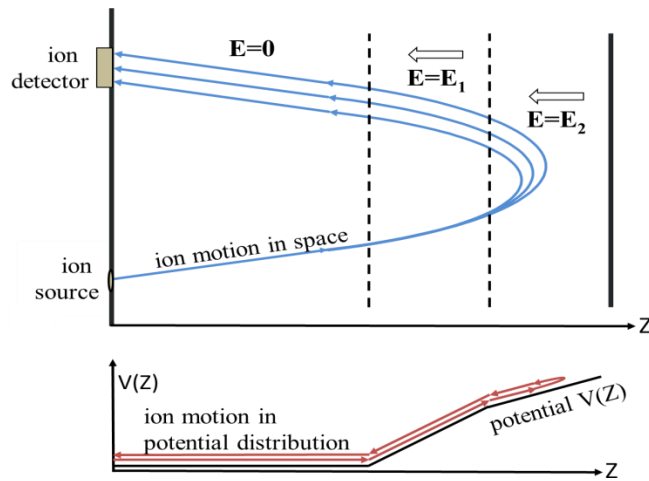 ion
detector
E=0
E=E₁
E=E₂
ion motion in space
ion
source
Z
V(Z)
ion motion in
potential distribution
potential V(Z)
Z